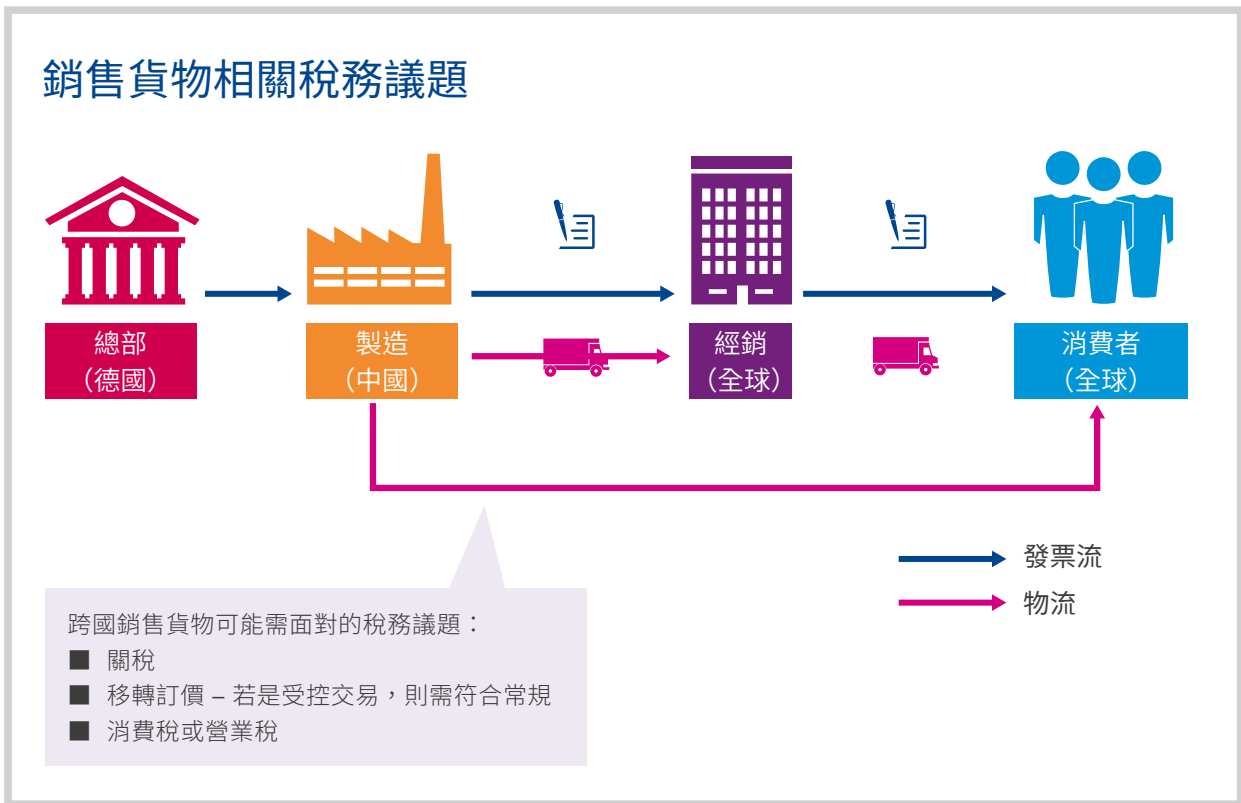 銷售貨物相關稅務議題
總部
（德國）
製造
（中國）
經銷
（全球）
消費者
（全球）
發票流
物流
跨國銷售貨物可能需面對的稅務議題：
■ 關稅
■ 移轉訂價 – 若是受控交易，則需符合常規
■ 消費稅或營業稅